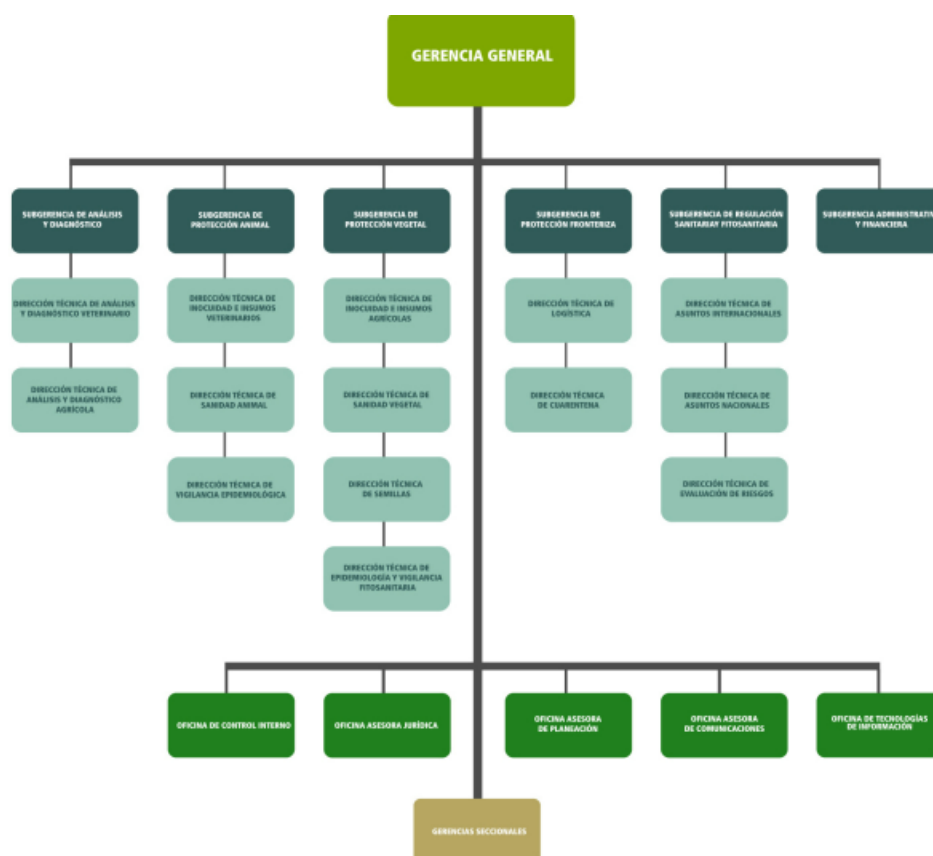 GERENCIA GENERAL
SUBGERENCIA DE ANÁLISIS
Y DIAGNÓSTICO
SUBGERENCIA DE
PROTECCIÓN ANIMAL
SUBGERENCIA DE
PROTECCIÓN VEGETAL
SUBGERENCIA DE
PROTECCIÓN FRONTERIZA
SUBGERENCIA DE REGULACIÓN
SANITARIAY FITOSANITARIA
SUBGERENCIA ADMINISTRATIV
Y FINANCIERA
DIRECCIÓN TÉCNICA DE ANÁLISIS
Y DIAGNÓSTICO VETERINARIO
DIRECCIÓN TÉCNICA DE
INOCUIDAD E INSUMOS
VETERINARIOS
DIRECCIÓN TÉCNICA DE
INOCUIDAD E INSUMOS
AGRÍCOLAS
DIRECCIÓN TÉCNICA DE
LOGÍSTICA
DIRECCIÓN TÉCNICA DE
ASUNTOS INTERNACIONALES
DIRECCIÓN TÉCNICA DE
ANÁLISIS Y DIAGNÓSTICO
AGRÍCOLA
DIRECCIÓN TÉCNICA DE
SANIDAD ANIMAL
DIRECCIÓN TÉCNICA DE
SANIDAD VEGETAL
DIRECCIÓN TÉCNICA
DE CUARENTENA
DIRECCIÓN TÉCNICA DE
ASUNTOS NACIONALES
DIRECCIÓN TÉCNICA DE
VIGILANCIA EPIDEMIOLÓGICA
DIRECCIÓN TÉCNICA
DE SEMILLAS
DIRECCIÓN TÉCNICA DE
EVALUACIÓN DE RIESGOS
DIRECCIÓN TÉCNICA DE
EPIDEMIOLOGÍA Y VIGILANCIA
FITOSANITARIA
OFICINA DE CONTROL INTERNO
OFICINA ASESORA JURÍDICA
OFICINA ASESORA
DE PLANEACIÓN
OFICINA ASESORA
DE COMUNICACIONES
OFICINA DE TECNOLOGÍAS
DE INFORMACIÓN
GERENCIAS SECCIONALES